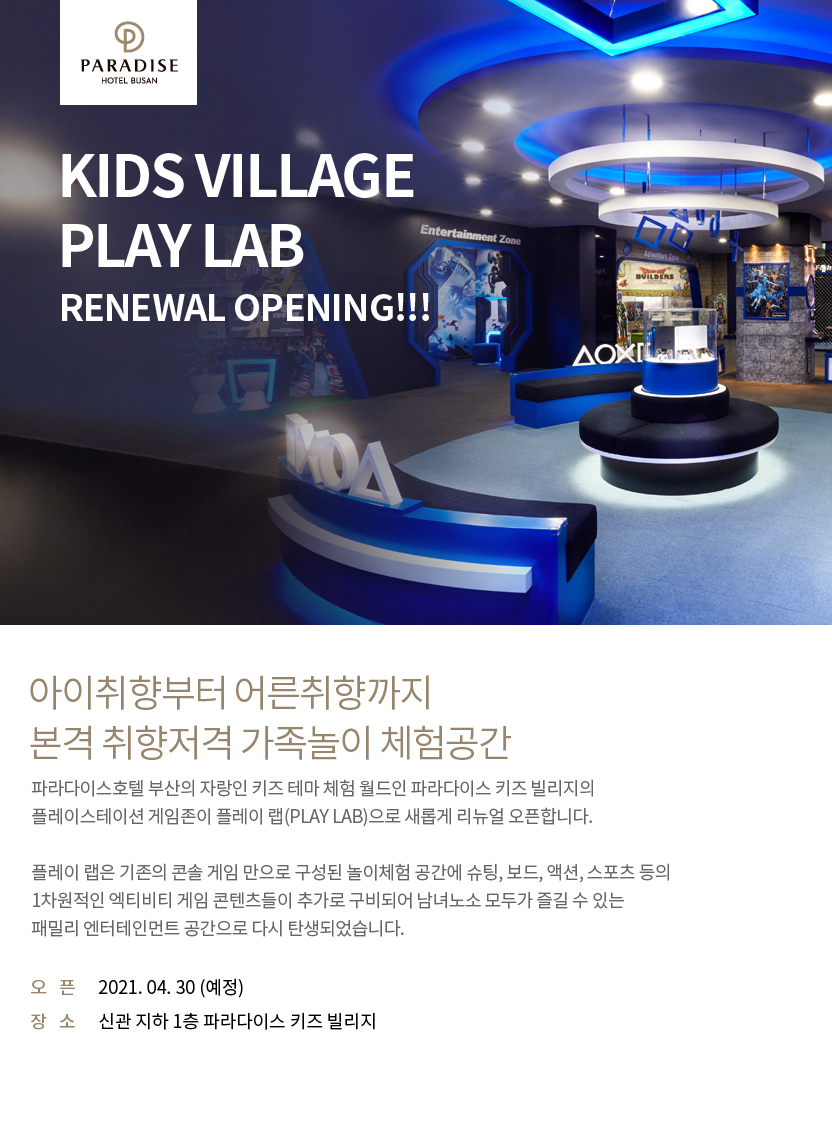 PARADISE
HOTEL BUSAN
KIDS VILLAGE
PLAY LAB
RENEWAL OPENING!!!
Entertainment Zone
Adventure Zone
BUILDERS
아이취향부터 어른취향까지
본격 취향저격 가족놀이 체험공간
파라다이스호텔 부산의 자랑인 키즈 테마 체험 월드인 파라다이스 키즈 빌리지의
플레이스테이션 게임존이 플레이 랩(PLAY LAB)으로 새롭게 리뉴얼 오픈합니다.
플레이 랩은 기존의 콘솔 게임 만으로 구성된 놀이체험 공간에 슈팅, 보드, 액션, 스포츠 등의
1차원적인 엑티비티 게임 콘텐츠들이 추가로 구비되어 남녀노소 모두가 즐길 수 있는
패밀리 엔터테인먼트 공간으로 다시 탄생되었습니다.
오 픈 2021. 04. 30 (예정)
장 소 신관 지하 1층 파라다이스 키즈 빌리지